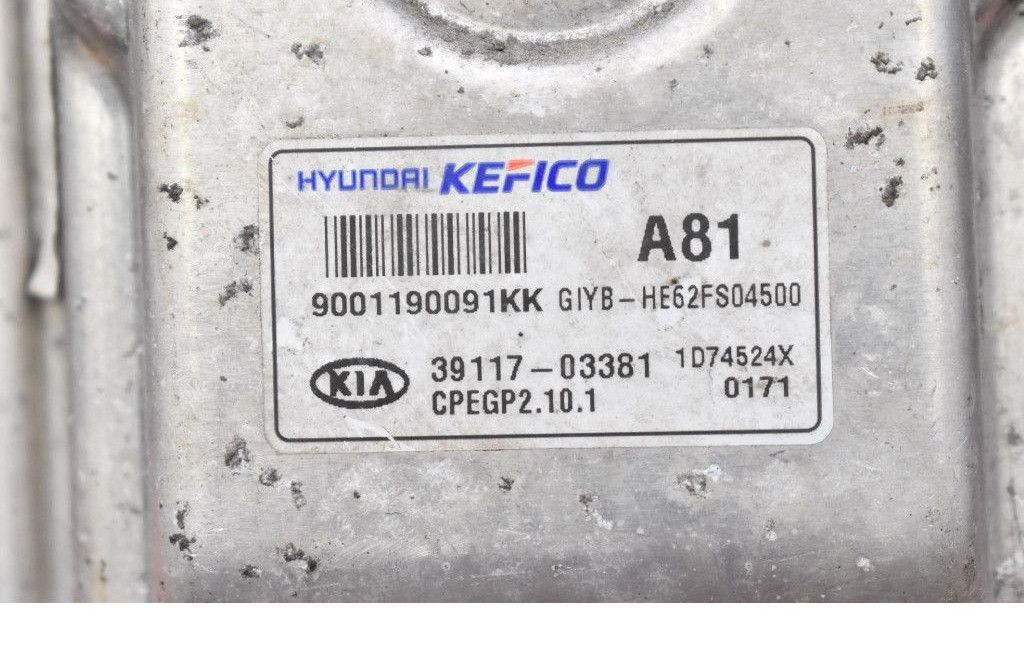 HYUNDAI KEFICO
A81
9001190091KK GIYB-HE62FS04500
KIA 39117-03381 1D74524X
CPEGP2.10.1 0171